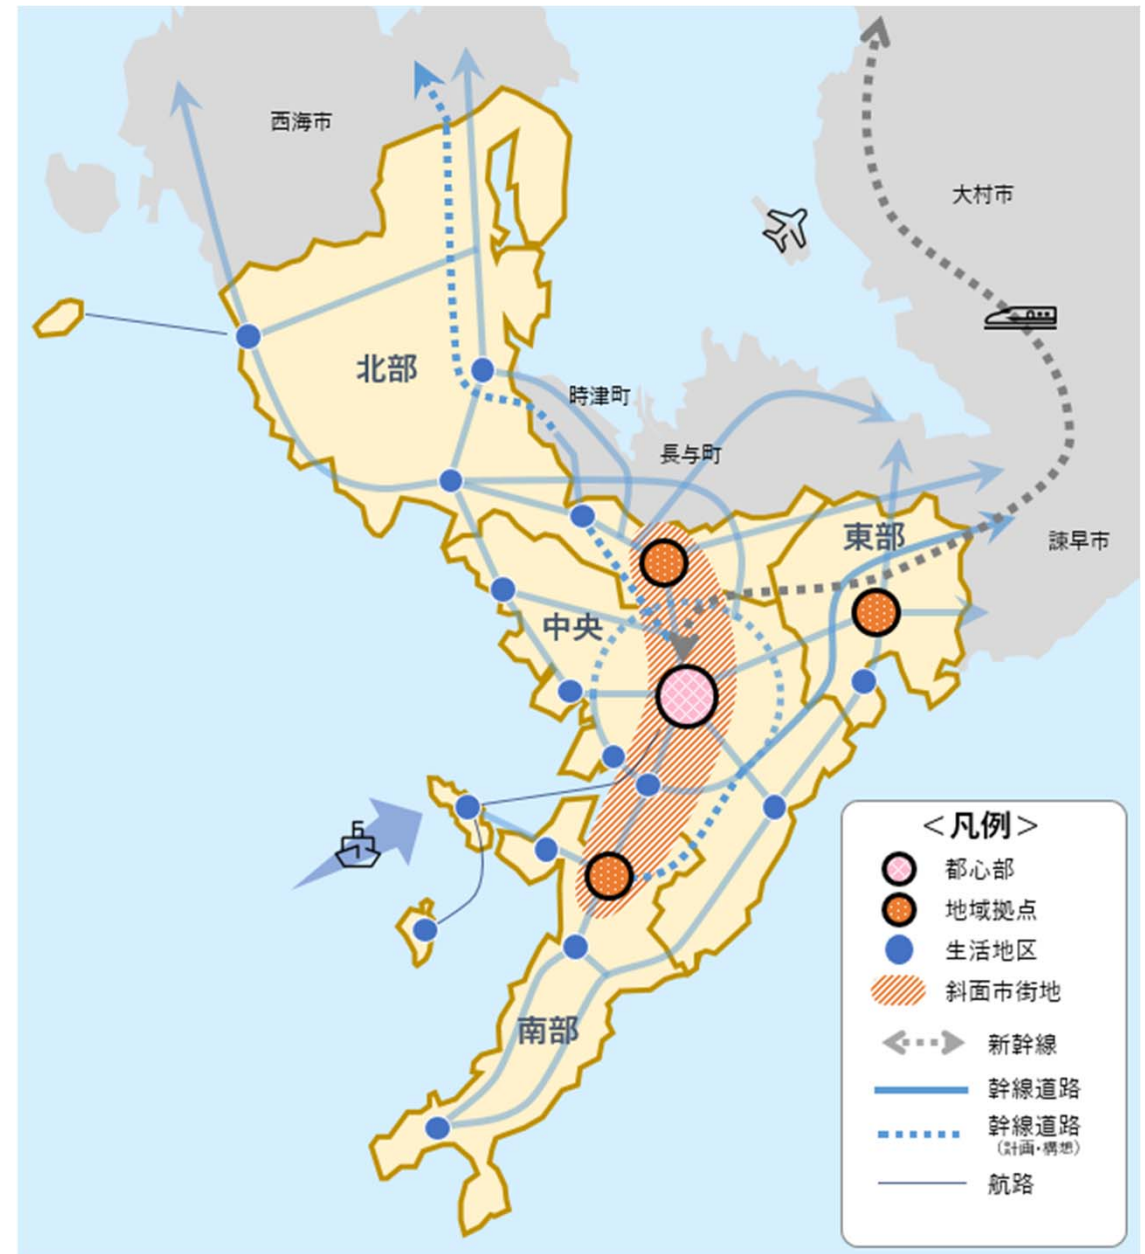 西海市
大村市
北部
時津町
長与町
東部
諫早市
中央
南部
＜凡例＞
都心部
地域拠点
生活地区
斜面市街地
新幹線
幹線道路
幹線道路
（計画・構想）
航路